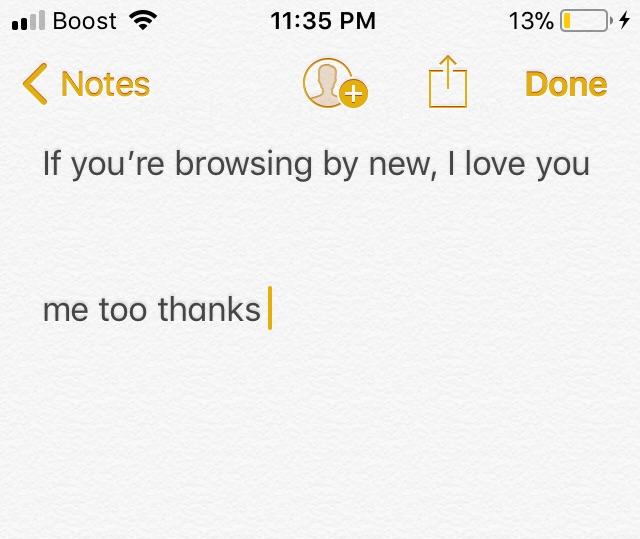 Boost 11:35 PM 13%
Notes Done
If you’re browsing by new, I love you
me too thanks